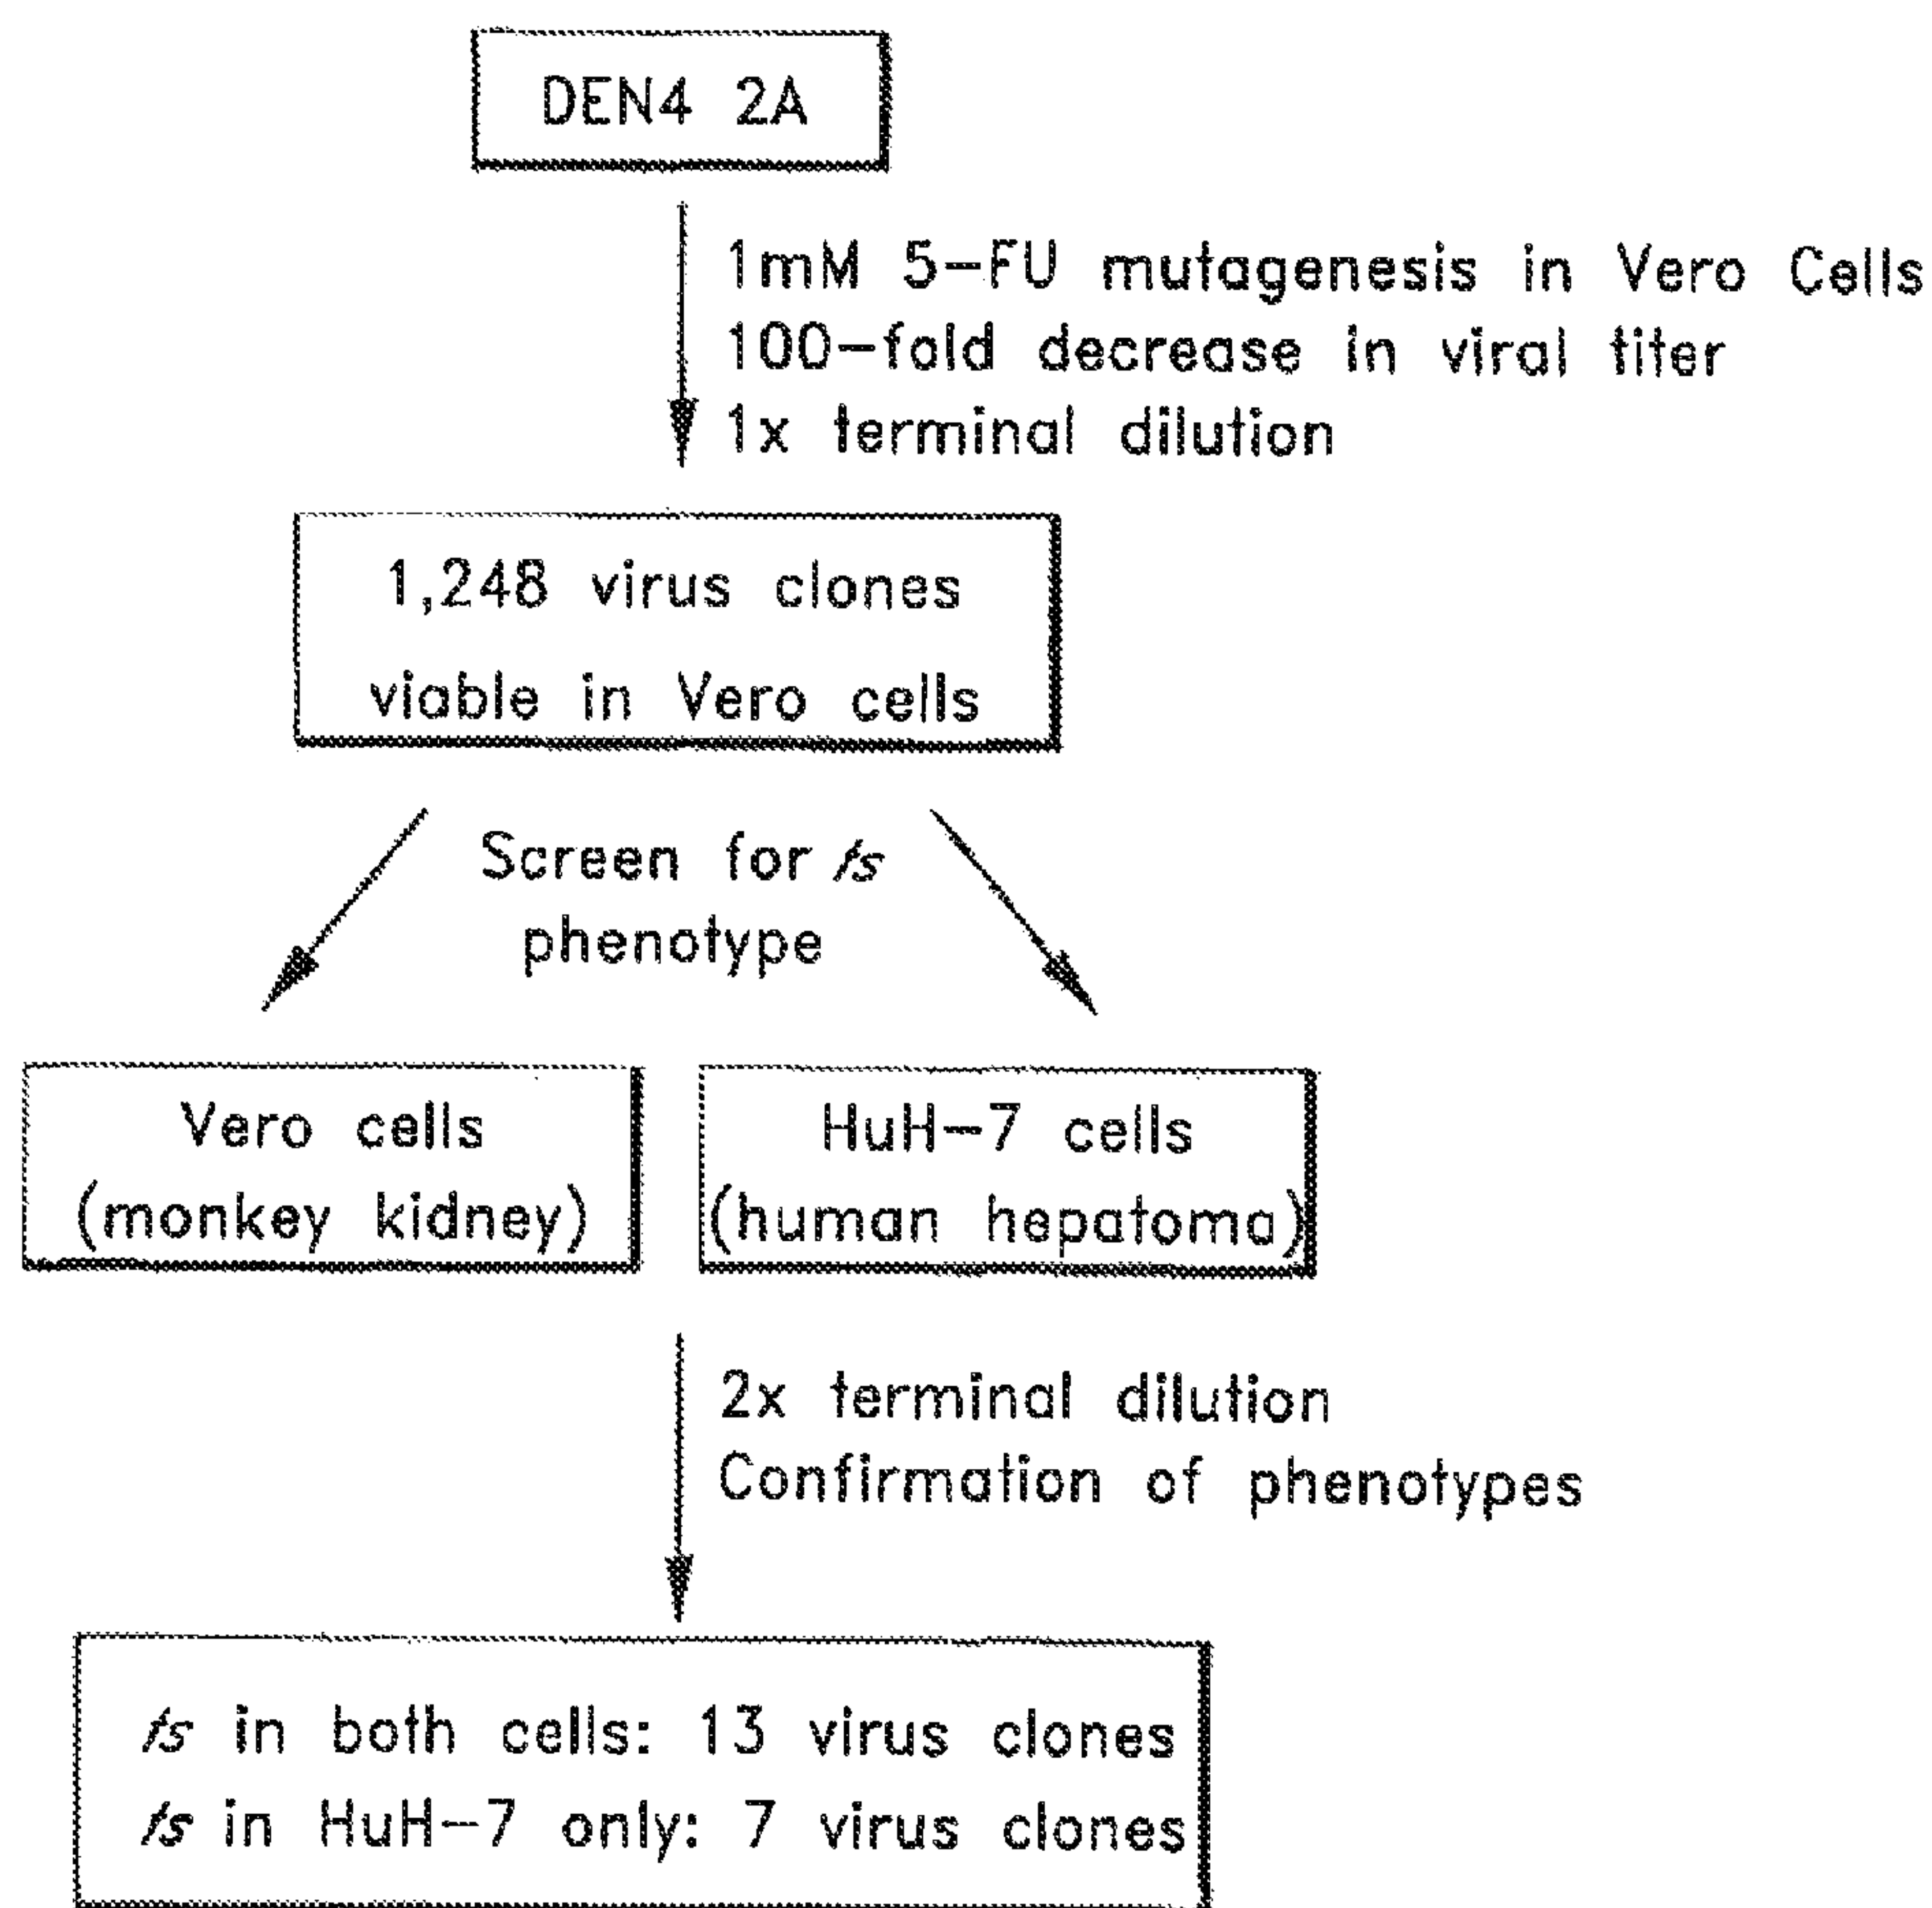 DEN4 2A
1mM 5-FU mutagenesis in Vero Cells
100-fold decrease in viral titer
1x terminal dilution
1,248 virus clones
viable in Vero cells
Screen for ts
phenotype
Vero cells
(monkey kidney)
HuH-7 cells
(human hepatoma)
2x terminal dilution
Confirmation of phenotypes
ts in both cells: 13 virus clones
ts in HuH-7 only: 7 virus clones